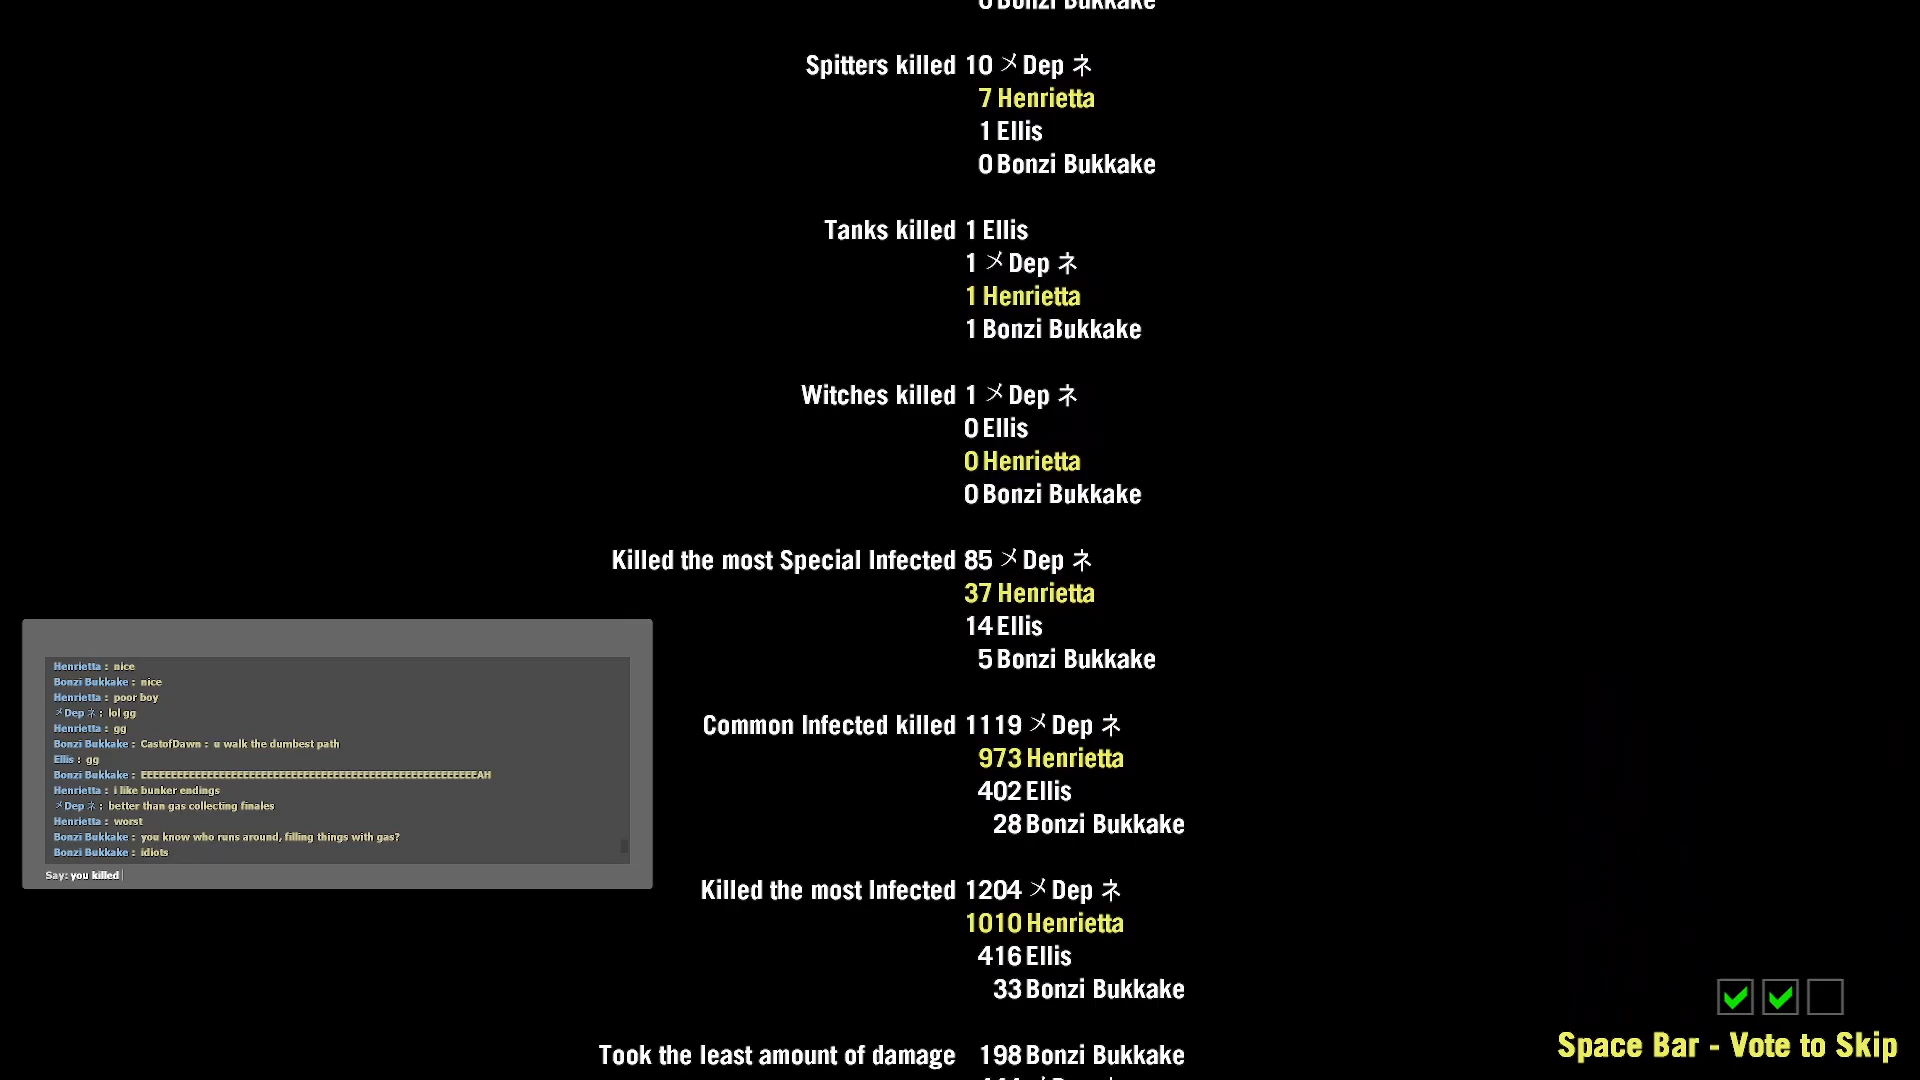 0 Bonzi Bukkake
Spitters killed 10 メDep ネ
7 Henrietta
1 Ellis
0 Bonzi Bukkake
Tanks killed 1 Ellis
1 メDep ネ
1 Henrietta
1 Bonzi Bukkake
Witches killed 1 メDep ネ
0 Ellis
0 Henrietta
0 Bonzi Bukkake
Killed the most Special Infected 85 メDep ネ
37 Henrietta
14 Ellis
5 Bonzi Bukkake
Common Infected killed 1119 メDep ネ
973 Henrietta
402 Ellis
28 Bonzi Bukkake
Killed the most Infected 1204 メDep ネ
1010 Henrietta
416 Ellis
33 Bonzi Bukkake
Took the least amount of damage 198 Bonzi Bukkake
Henrietta : nice
Bonzi Bukkake : nice
Henrietta : poor boy
メDep ネ : lol gg
Henrietta : gg
Bonzi Bukkake : CastofDawn : u walk the dumbest path
Ellis : gg
Bonzi Bukkake : EEEEEEEEEEEEEEEEEEEEEEEEEEEEEEEEEEEEEEEEEEEEEEEEEEEEEEEEAH
Henrietta : i like bunker endings
メDep ネ : better than gas collecting finales
Henrietta : worst
Bonzi Bukkake : you know who runs around, filling things with gas?
Bonzi Bukkake : idiots
Say: you killed
Space Bar - Vote to Skip